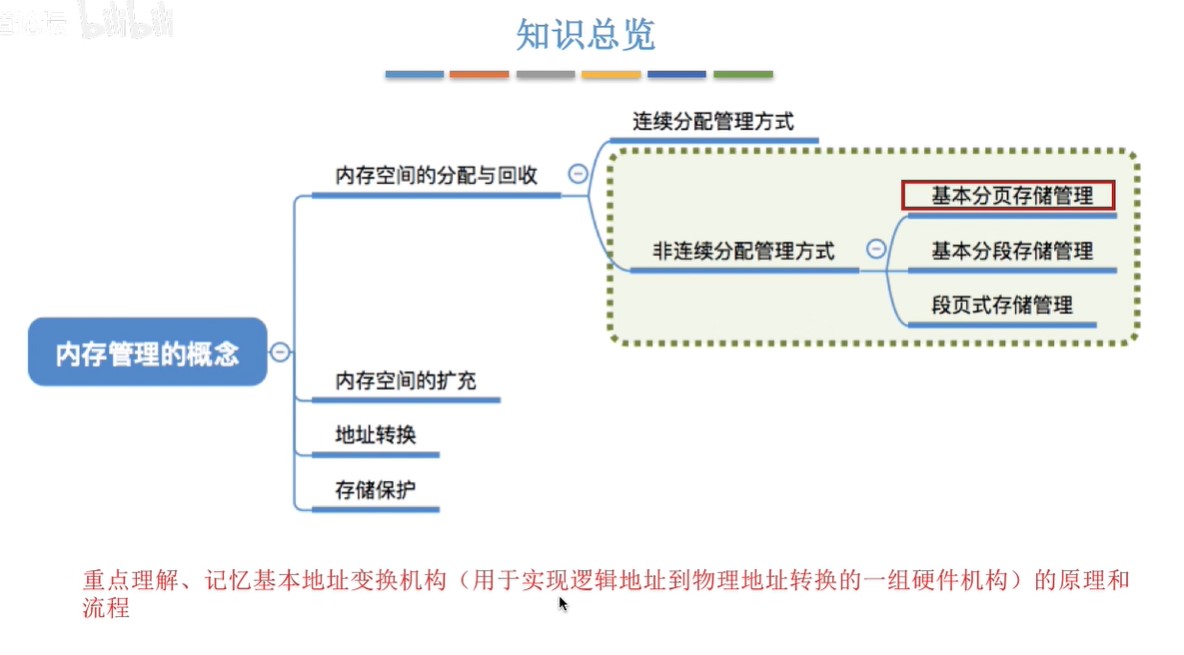 bilibili
知识总览
连续分配管理方式
内存空间的分配与回收
基本分页存储管理
非连续分配管理方式
基本分段存储管理
段页式存储管理
内存管理的概念
内存空间的扩充
地址转换
存储保护
重点理解、记忆基本地址变换机构（用于实现逻辑地址到物理地址转换的一组硬件机构）的原理和
流程